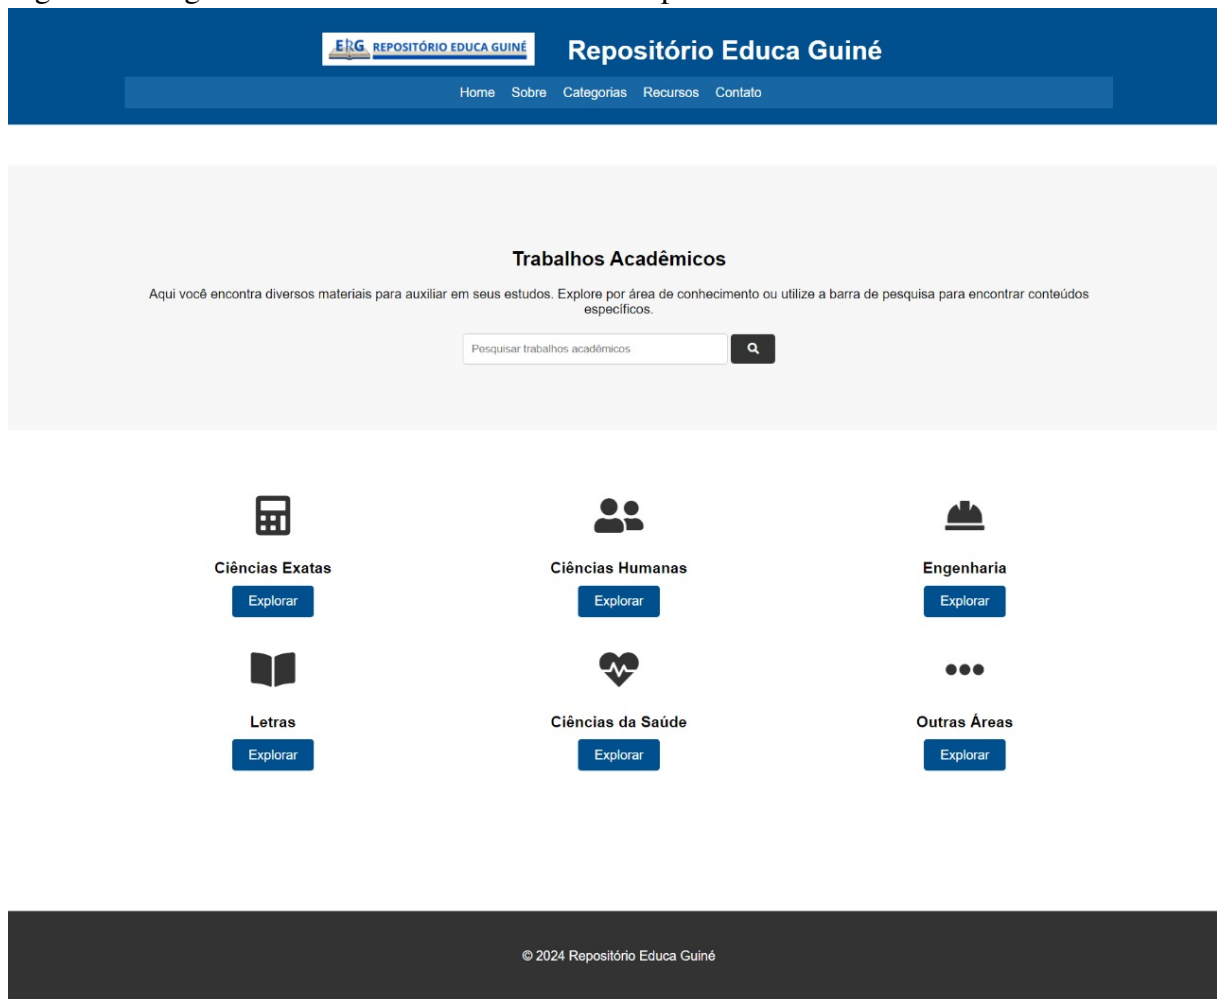 ERG REPOSITÓRIO EDUCA GUINÉ
Repositório Educa Guiné
Home Sobre Categorias Recursos Contato
Trabalhos Acadêmicos
Aqui você encontra diversos materiais para auxiliar em seus estudos. Explore por área de conhecimento ou utilize a barra de pesquisa para encontrar conteúdos
específicos.
Pesquisar trabalhos acadêmicos
Ciências Exatas
Explorar
Ciências Humanas
Explorar
Engenharia
Explorar
Letras
Explorar
Ciências da Saúde
Explorar
Outras Áreas
Explorar
© 2024 Repositório Educa Guiné